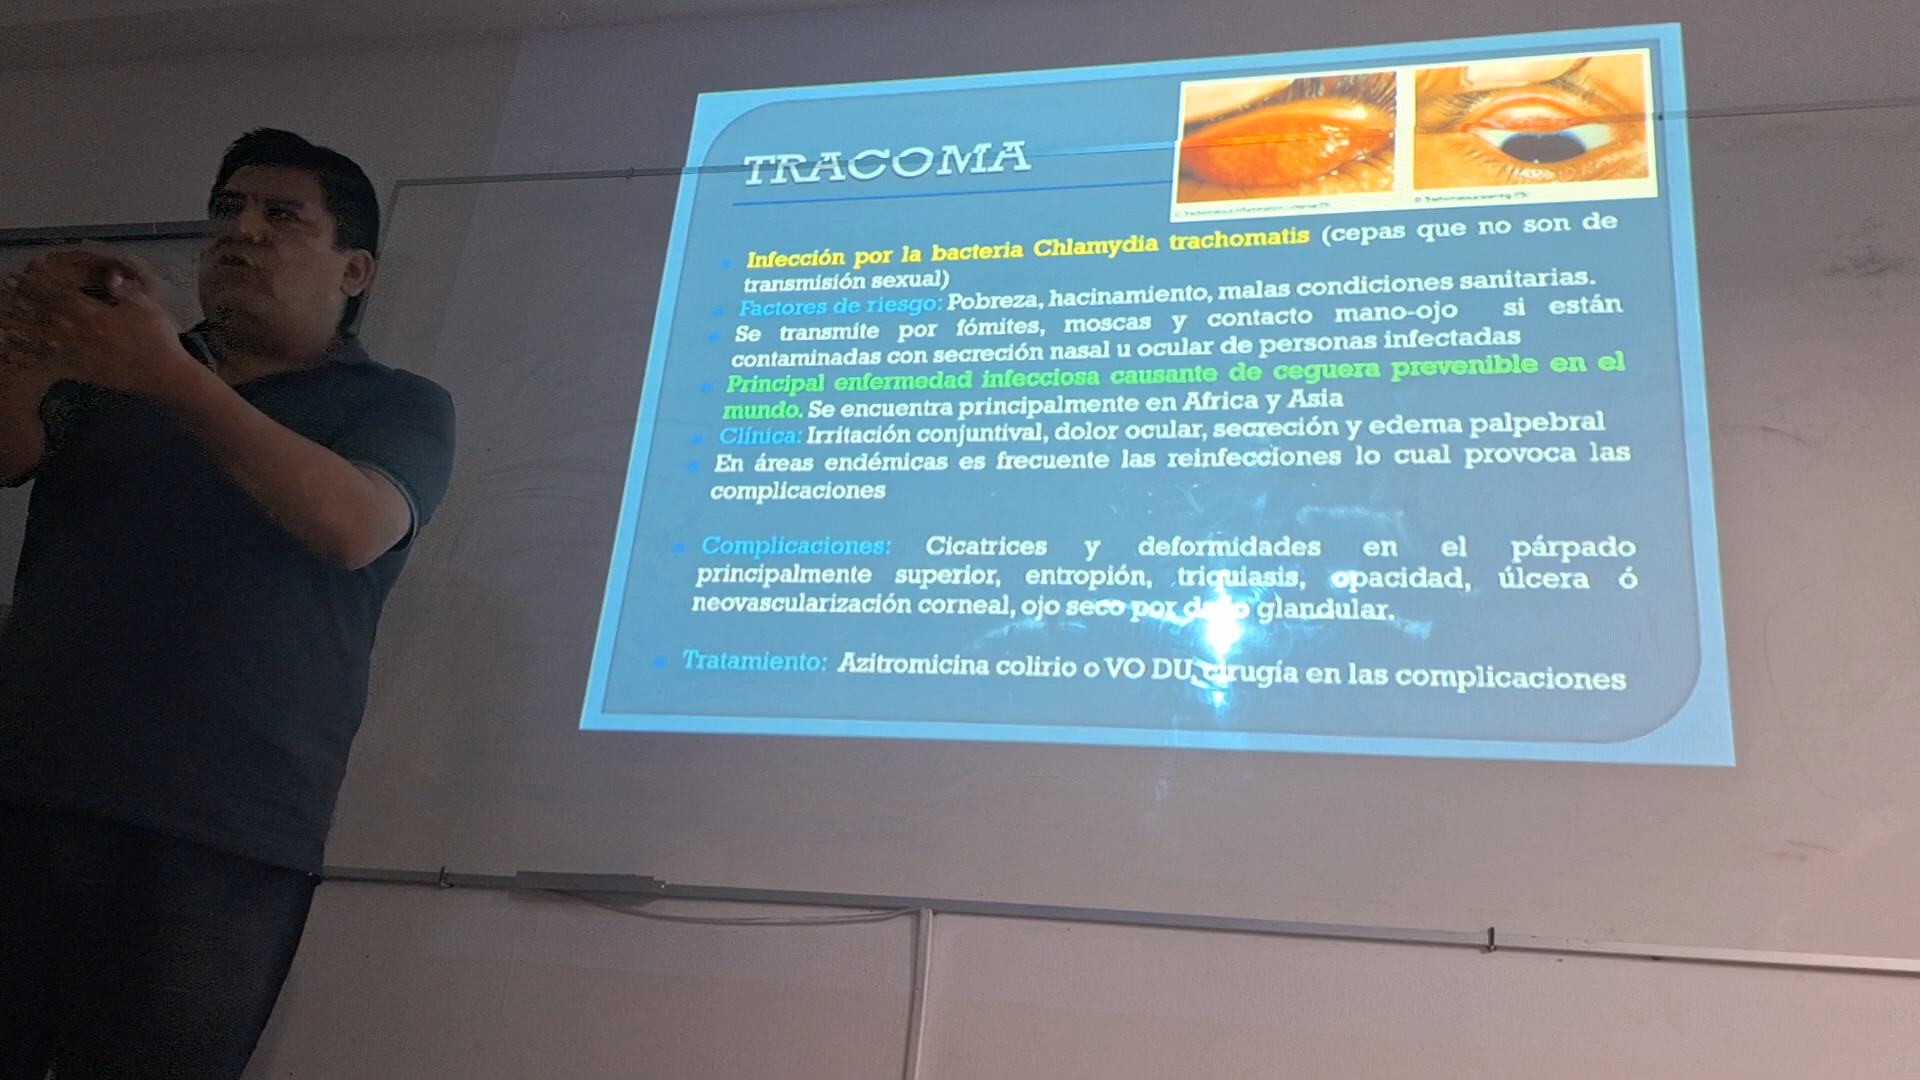 TRACOMA
Infección por la bacteria Chlamydia trachomatis (cepas que no son de
transmisión sexual)
Factores de riesgo: Pobreza, hacinamiento, malas condiciones sanitarias.
Se transmite por fómites, moscas y contacto mano-ojo si están
contaminadas con secreción nasal u ocular de personas infectadas
Principal enfermedad infecciosa causante de ceguera prevenible en el
mundo. Se encuentra principalmente en Africa y Asia
Clínica: Irritación conjuntival, dolor ocular, secreción y edema palpebral
En áreas endémicas es frecuente las reinfecciones lo cual provoca las
complicaciones
Complicaciones: Cicatrices y deformidades en el párpado
principalmente superior, entropión, triquiasis, opacidad, úlcera ó
neovascularización corneal, ojo seco por glandular.
Tratamiento: Azitromicina colirio o VO DU, cirugía en las complicaciones